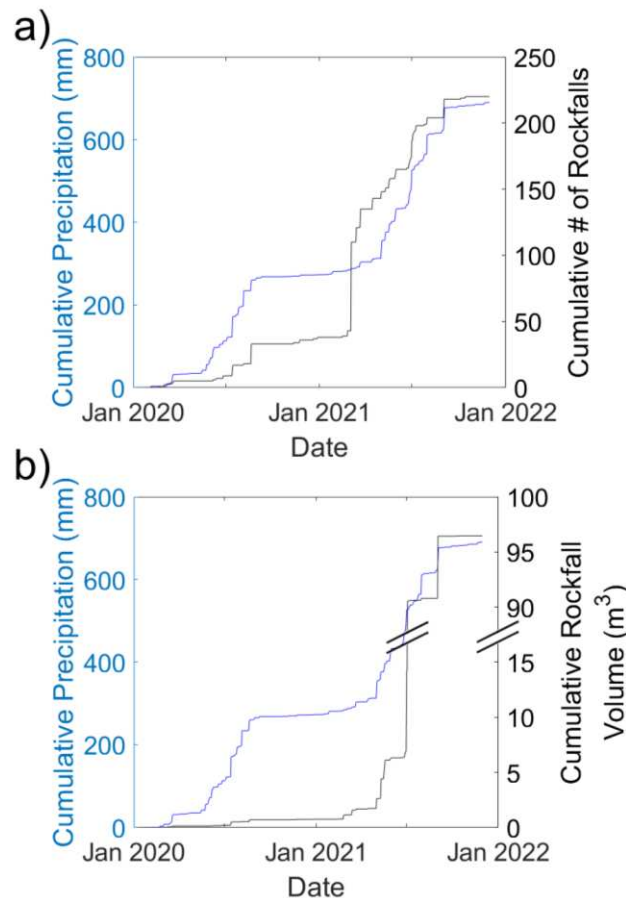 a)
800
600
400
200
0
Cumulative Precipitation (mm)
250
200
150
100
50
0
Cumulative # of Rockfalls
Jan 2020
Jan 2021
Jan 2022
Date
b)
800
600
400
200
0
Cumulative Precipitation (mm)
100
95
90
15
10
5
0
Cumulative Rockfall
Volume (m³)
Jan 2020
Jan 2021
Jan 2022
Date